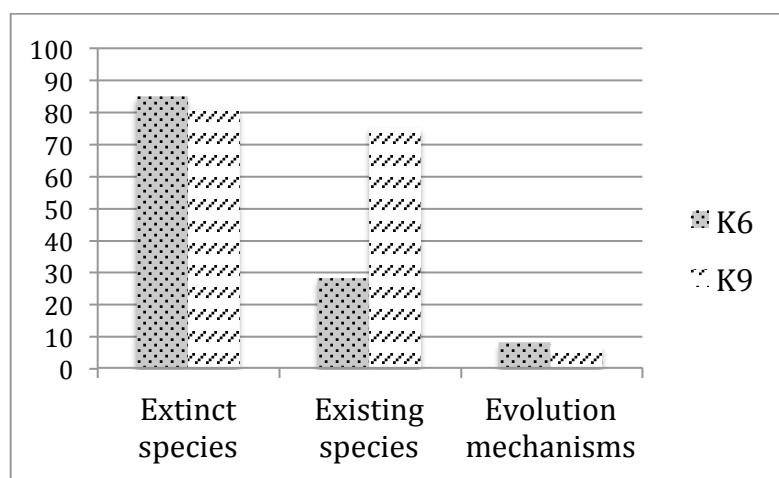 100
90
80
70
60
50
40
30
20
10
0
Extinct
species
Existing
species
Evolution
mechanisms
K6
K9